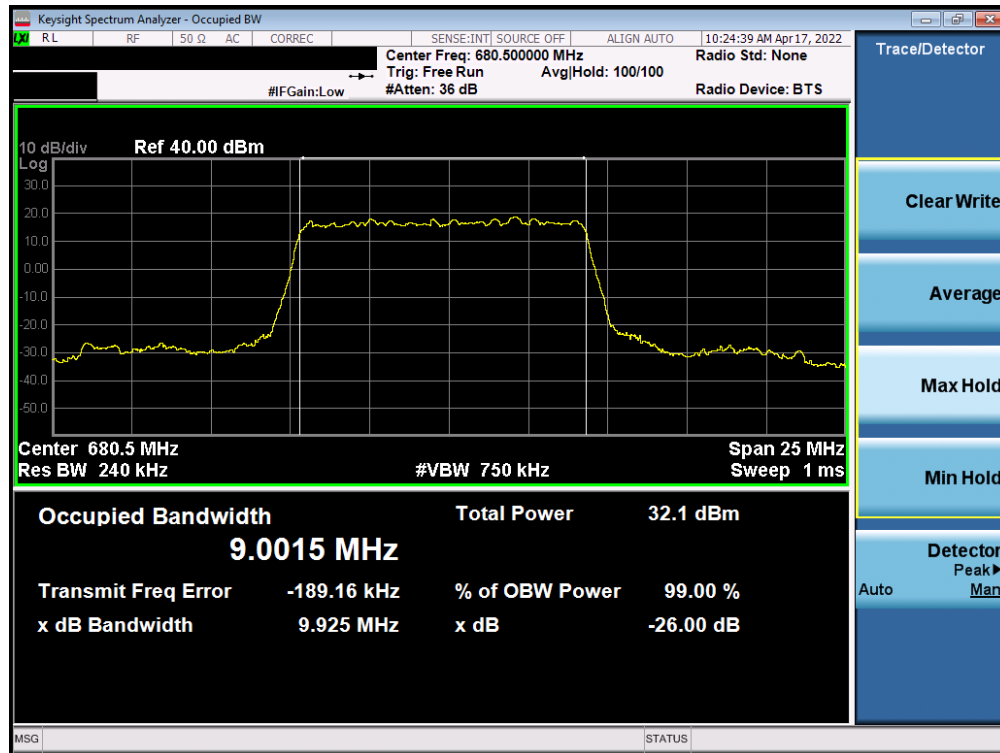 Keysight Spectrum Analyzer - Occupied BW
LXI RL RF 50 Ω AC CORREC SENSE:INT SOURCE OFF ALIGN AUTO 10:24:39 AM Apr 17, 2022
Center Freq: 680.500000 MHz Radio Std: None
Trig: Free Run Avg|Hold: 100/100
#IFGain:Low #Atten: 36 dB Radio Device: BTS
10 dB/div Ref 40.00 dBm
Log
30.0
20.0
10.0
0.00
-10.0
-20.0
-30.0
-40.0
-50.0
Center 680.5 MHz Span 25 MHz
Res BW 240 kHz #VBW 750 kHz Sweep 1 ms
Occupied Bandwidth Total Power 32.1 dBm
9.0015 MHz
Transmit Freq Error -189.16 kHz % of OBW Power 99.00 %
x dB Bandwidth 9.925 MHz x dB -26.00 dB
MSG STATUS
Trace/Detector
Clear Write
Average
Max Hold
Min Hold
Detector
Peak▶
Auto Man